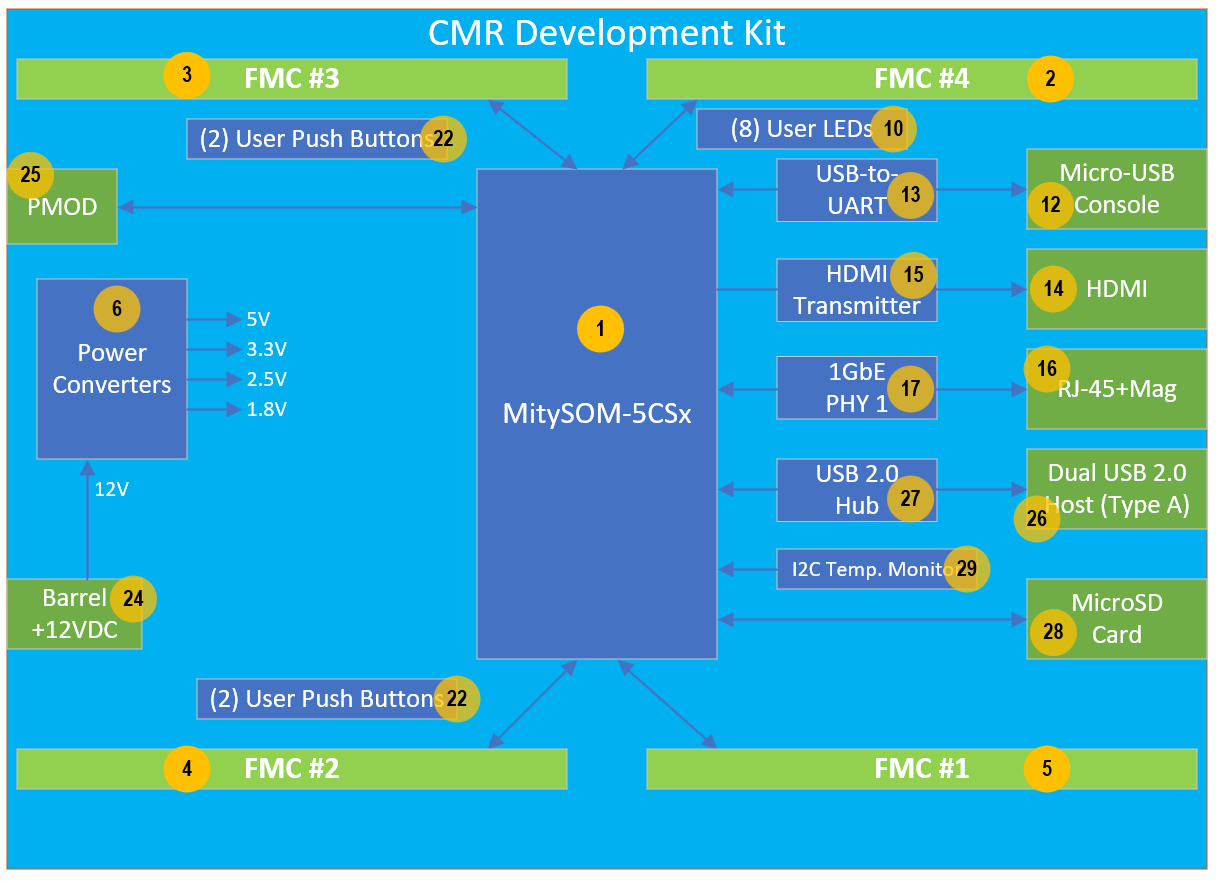 CMR Development Kit
3
FMC #3
FMC #4
2
(2) User Push Buttons
22
(8) User LEDs
10
25
PMOD
USB-to-
UART
13
Micro-USB
Console
12
6
Power
Converters
5V
3.3V
2.5V
1.8V
12V
1
MitySOM-5CSx
HDMI
Transmitter
15
14
HDMI
1GbE
PHY 1
17
16
RJ-45+Mag
USB 2.0
Hub
27
Dual USB 2.0
Host (Type A)
26
I2C Temp. Monitor
29
Barrel
+12VDC
24
MicroSD
Card
28
(2) User Push Buttons
22
4
FMC #2
FMC #1
5